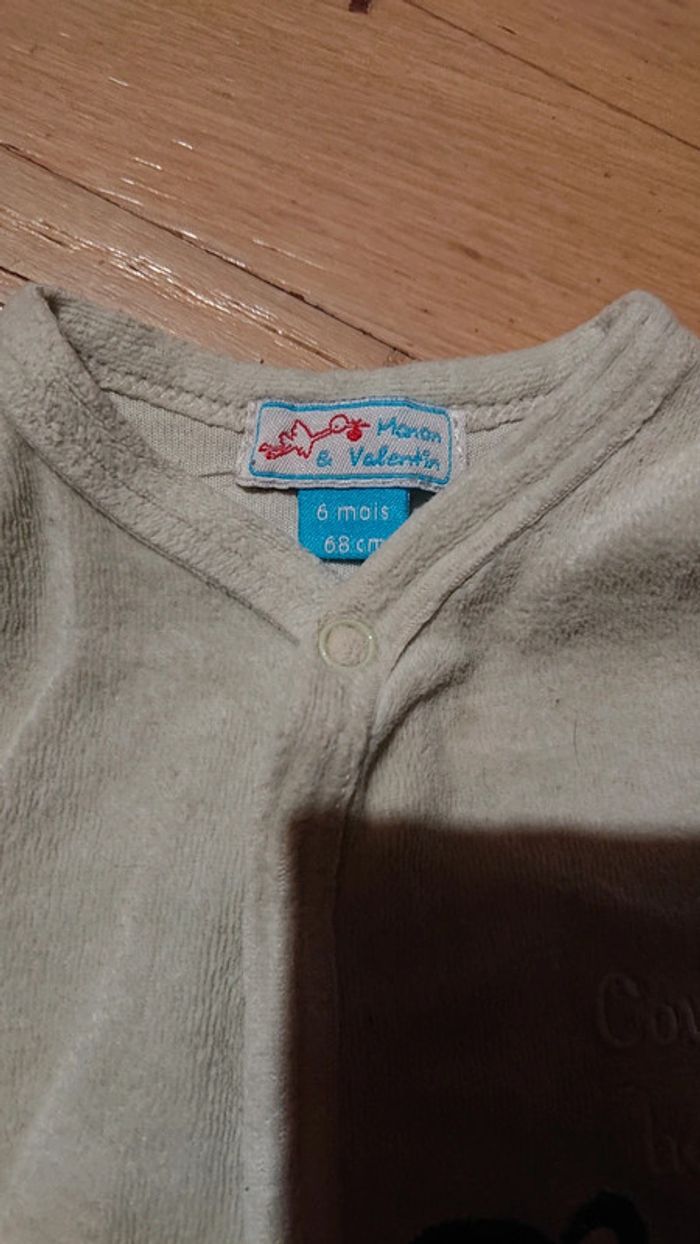 Manon
& Valentin
6 mois
68 cm